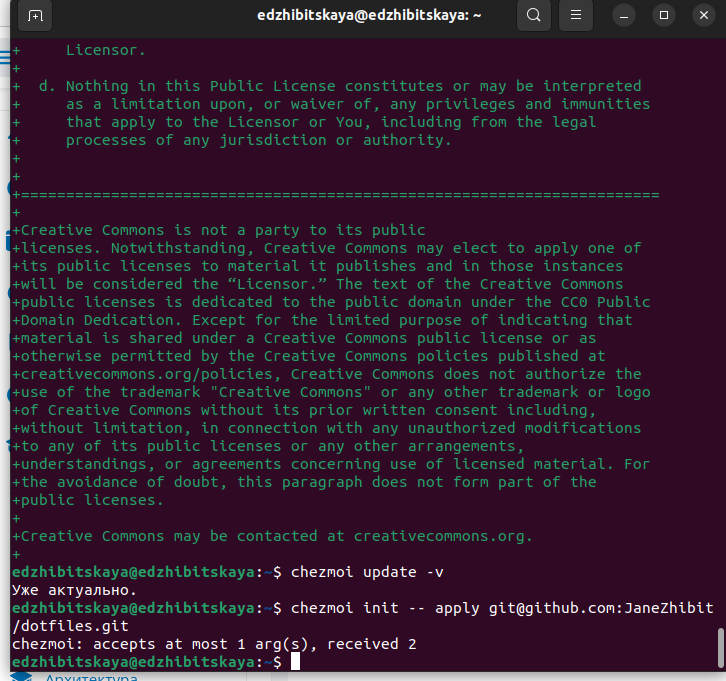 edzhibitskaya@edzhibitskaya: ~
+     Licensor.
+
+  d. Nothing in this Public License constitutes or may be interpreted
+     as a limitation upon, or waiver of, any privileges and immunities
+     that apply to the Licensor or You, including from the legal
+     processes of any jurisdiction or authority.
+
+
+=======================================================================
+
+Creative Commons is not a party to its public
+licenses. Notwithstanding, Creative Commons may elect to apply one of
+its public licenses to material it publishes and in those instances
+will be considered the “Licensor.” The text of the Creative Commons
+public licenses is dedicated to the public domain under the CC0 Public
+Domain Dedication. Except for the limited purpose of indicating that
+material is shared under a Creative Commons public license or as
+otherwise permitted by the Creative Commons policies published at
+creativecommons.org/policies, Creative Commons does not authorize the
+use of the trademark "Creative Commons" or any other trademark or logo
+of Creative Commons without its prior written consent including,
+without limitation, in connection with any unauthorized modifications
+to any of its public licenses or any other arrangements,
+understandings, or agreements concerning use of licensed material. For
+the avoidance of doubt, this paragraph does not form part of the
+public licenses.
+
+Creative Commons may be contacted at creativecommons.org.
+
edzhibitskaya@edzhibitskaya:~$ chezmoi update -v
Уже актуально.
edzhibitskaya@edzhibitskaya:~$ chezmoi init -- apply git@github.com:JaneZhibit
/dotfiles.git
chezmoi: accepts at most 1 arg(s), received 2
edzhibitskaya@edzhibitskaya:~$
Архитектура